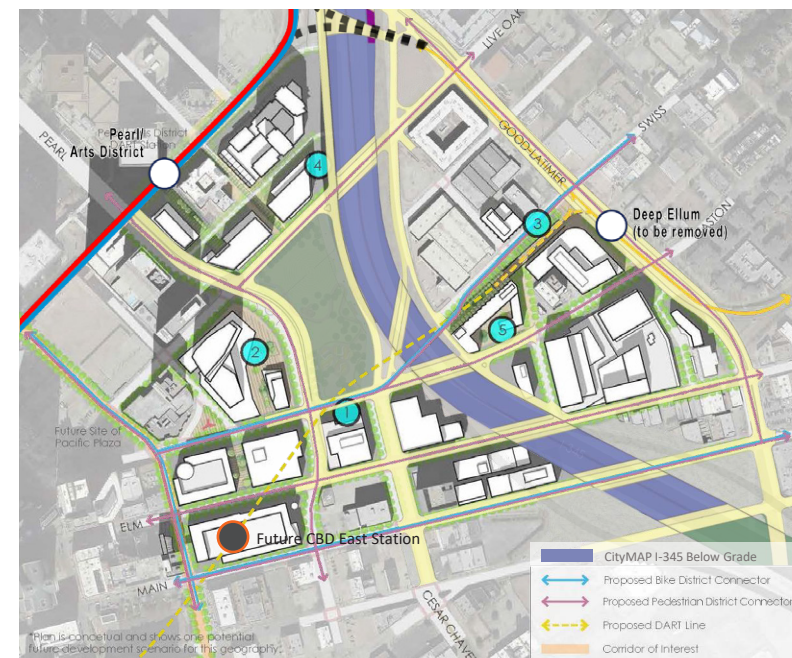 LIVE OAK
Pearl/
Arts District
PEARL
4
GOOD-LATIMER
SWISS
3
Deep Ellum
(to be removed)
GASTON
5
2
1
Future Site of
Pacific Plaza
ELM
Future CBD East Station
MAIN
CESAR CHAVE
CityMAP I-345 Below Grade
Proposed Bike District Connector
Proposed Pedestrian District Connector
Proposed DART Line
Corridor of Interest
*Plan is concetual and shows one potential
future development scenario for this geography.